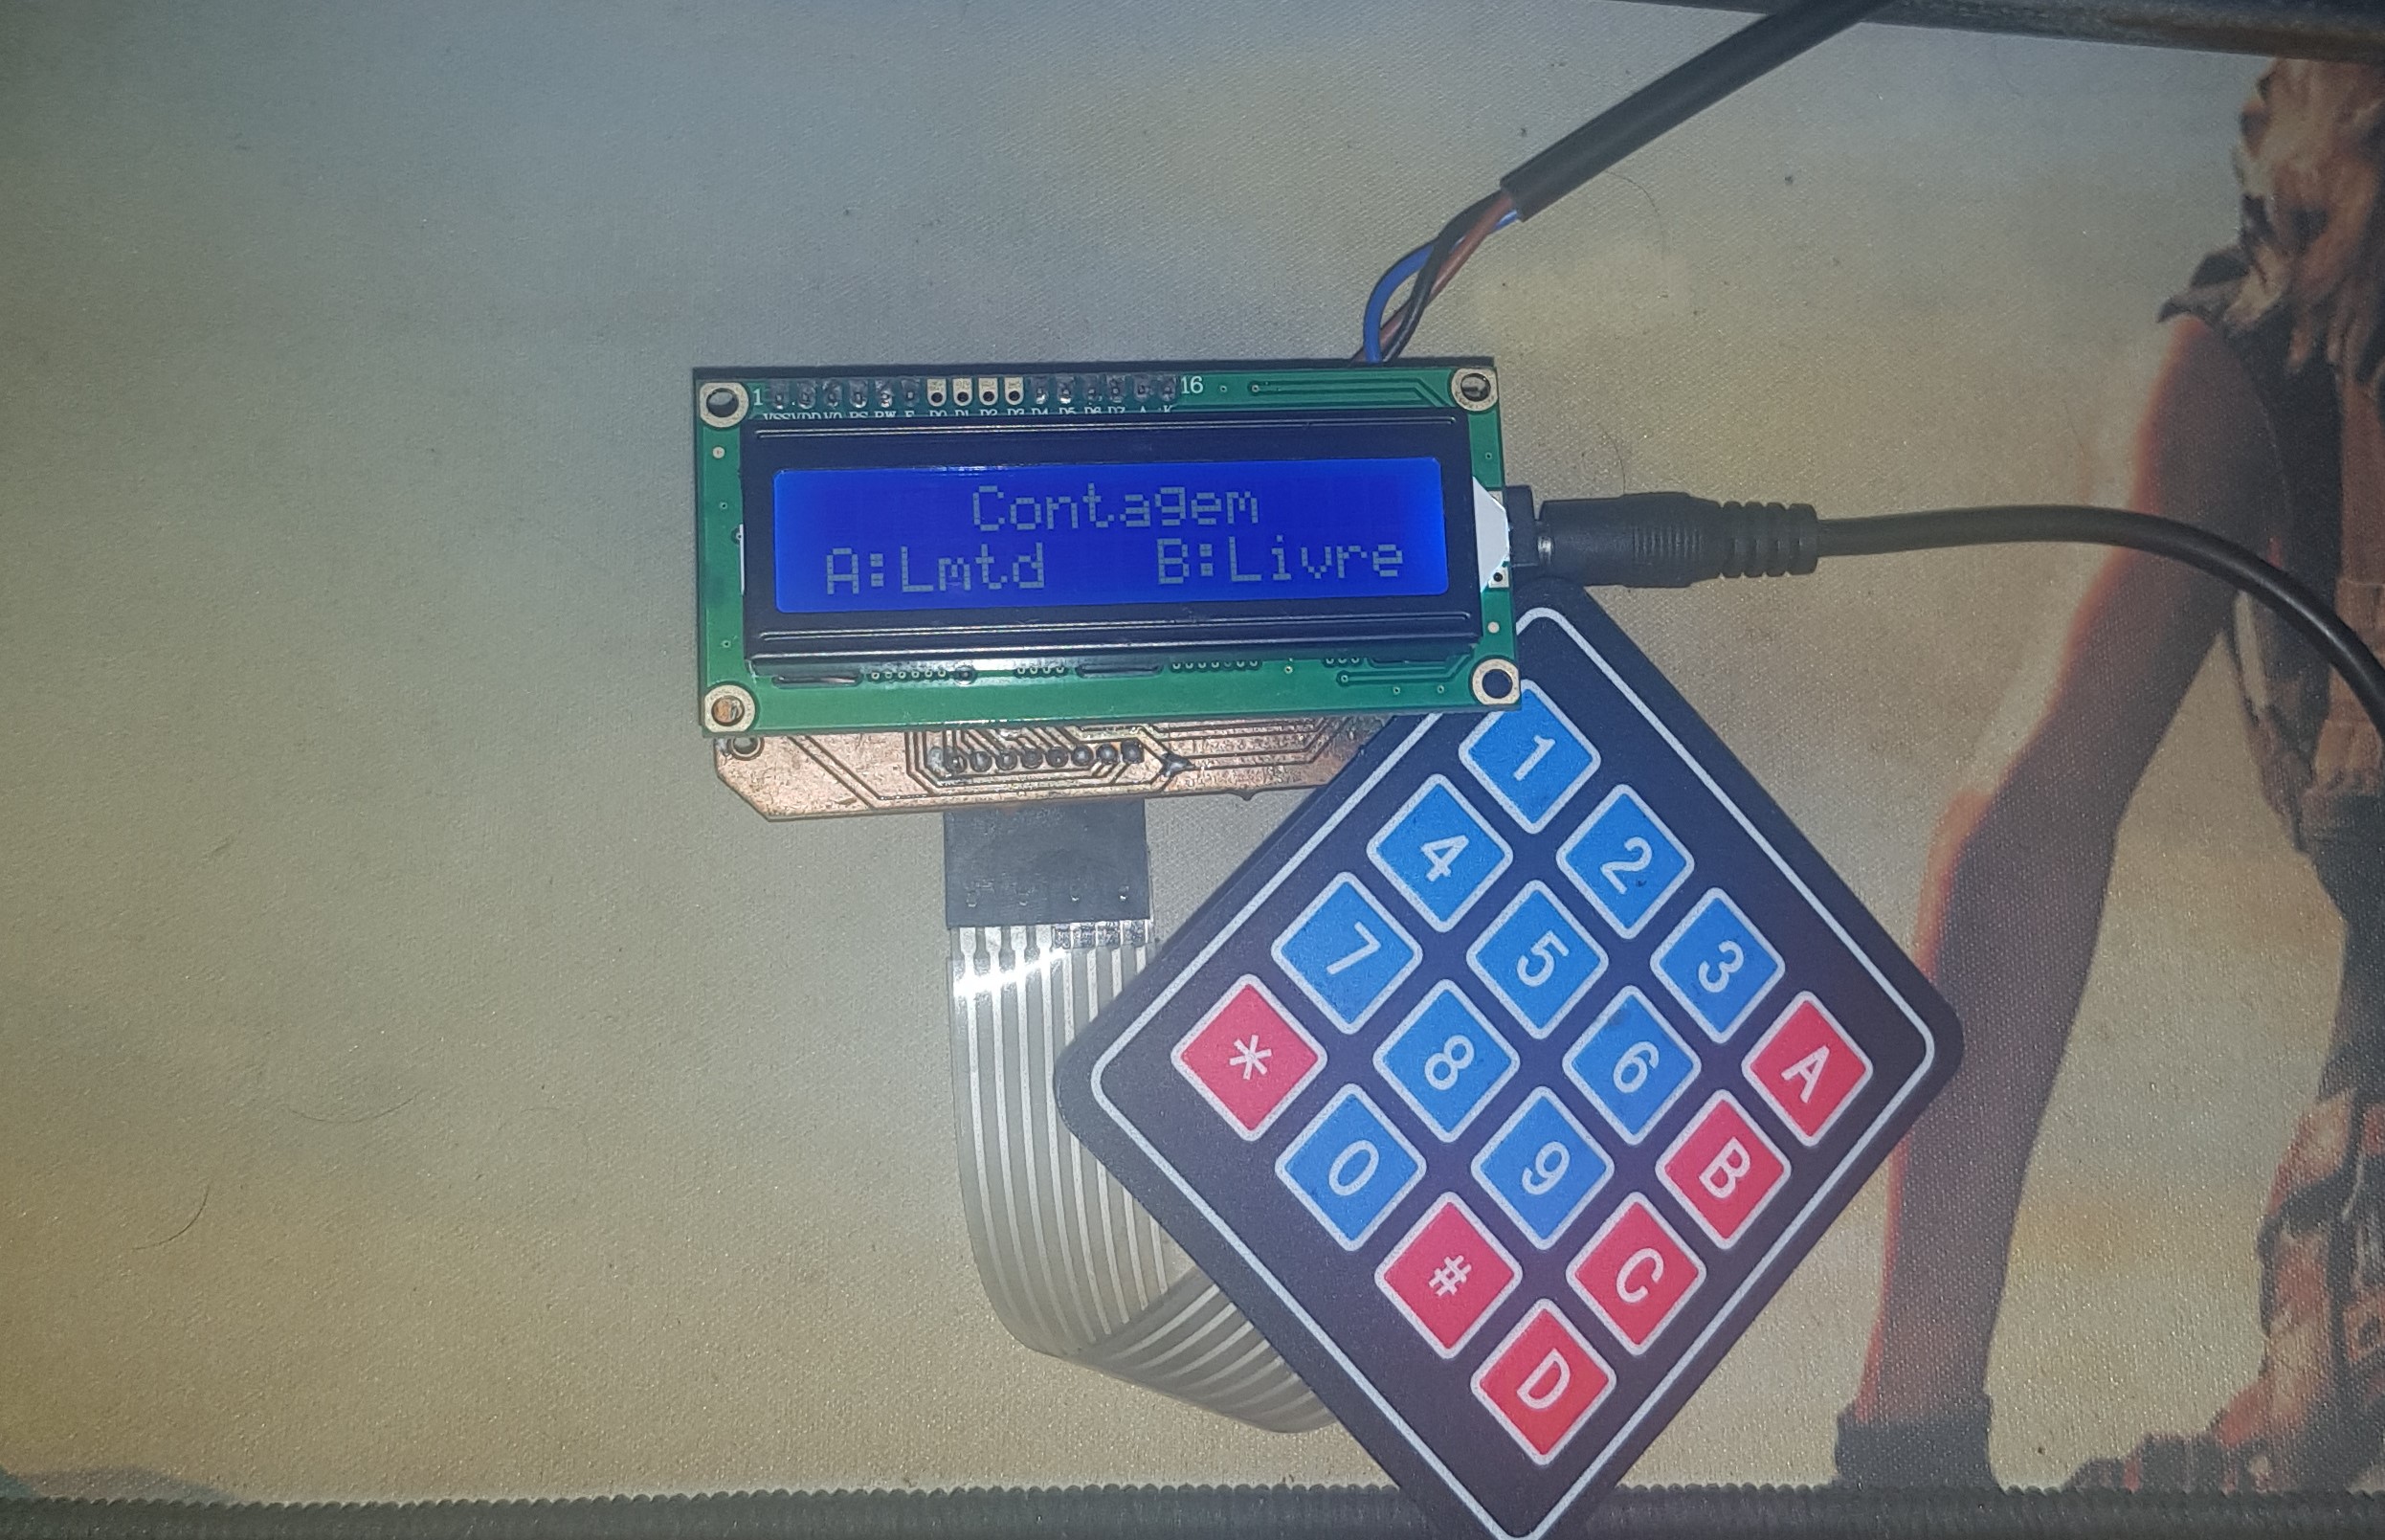 1 16
VSS VDD VO RS RW E D0 D1 D2 D3 D4 D5 D6 D7 A K
Contagem
A:Lmtd B:Livre
1 2 3 A
4 5 6 B
7 8 9 C
* 0 # D